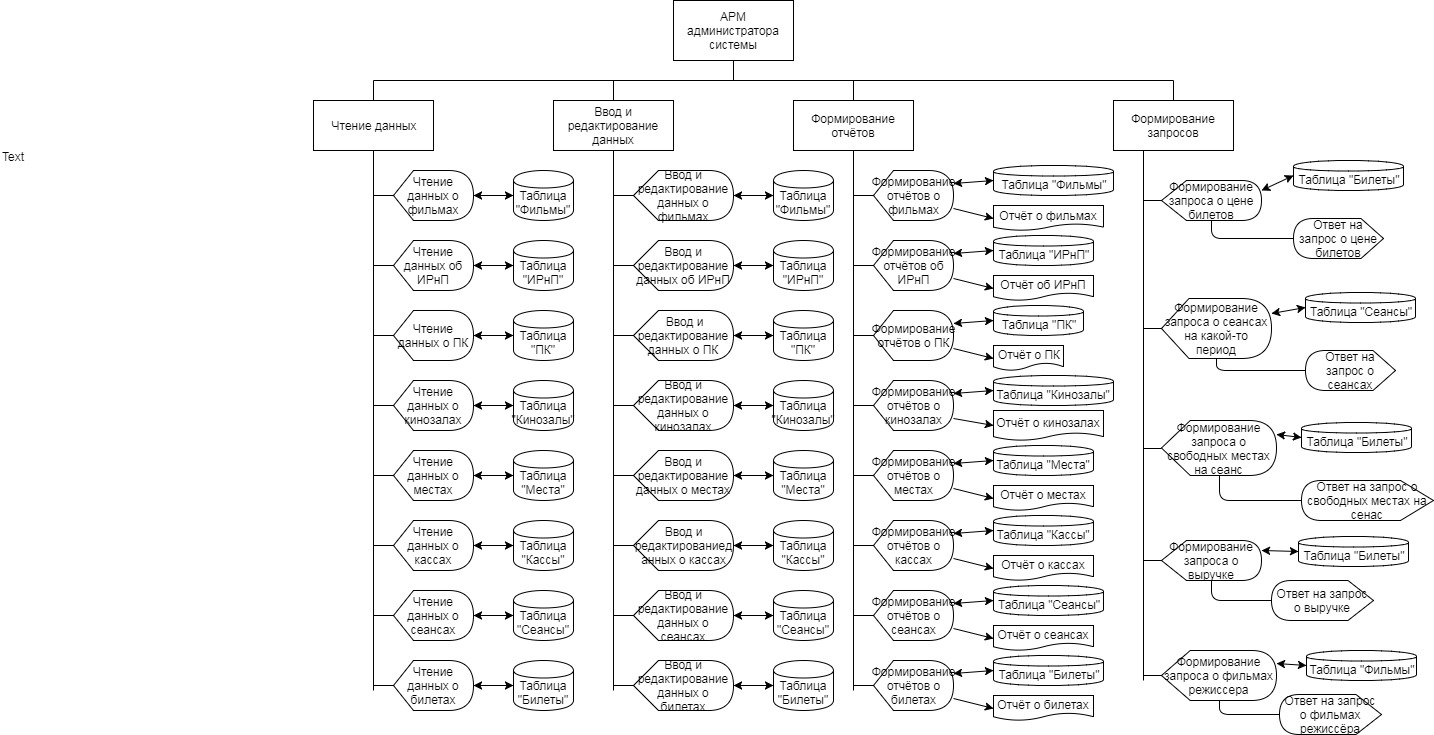 АРМ
администратора
системы
Text
Чтение данных
Чтение
данных о
фильмах
Таблица
"Фильмы"
Чтение
данных об
ИРнП
Таблица
"ИРнП"
Чтение
данных о ПК
Таблица
"ПК"
Чтение
данных о
кинозалах
Таблица
"Кинозалы"
Чтение
данных о
местах
Таблица
"Места"
Чтение
данных о
кассах
Таблица
"Кассы"
Чтение
данных о
сеансах
Таблица
"Сеансы"
Чтение
данных о
билетах
Таблица
"Билеты"
Ввод и
редактирование
данных
Ввод и
редактирование
данных о
фильмах
Таблица
"Фильмы"
Ввод и
редактирование
данных об ИРнП
Таблица
"ИРнП"
Ввод и
редактирование
данных о ПК
Таблица
"ПК"
Ввод и
редактирование
данных о
кинозалах
Таблица
"Кинозалы"
Ввод и
редактирование
данных о местах
Таблица
"Места"
Ввод и
редактированиед
анных о кассах
Таблица
"Кассы"
Ввод и
редактирование
данных о
сеансах
Таблица
"Сеансы"
Ввод и
редактирование
данных о
билетах
Таблица
"Билеты"
Формирование
отчётов
Формирование
отчётов о
фильмах
Таблица "Фильмы"
Отчёт о фильмах
Формирование
отчётов об
ИРнП
Таблица "ИРнП"
Отчёт об ИРнП
Формирование
отчётов о ПК
Таблица "ПК"
Отчёт о ПК
Формирование
отчётов о
кинозалах
Таблица "Кинозалы"
Отчёт о кинозалах
Формирование
отчётов о
местах
Таблица "Места"
Отчёт о местах
Формирование
отчётов о
кассах
Таблица "Кассы"
Отчёт о кассах
Формирование
отчётов о
сеансах
Таблица "Сеансы"
Отчёт о сеансах
Формирование
отчётов о
билетах
Таблица "Билеты"
Отчёт о билетах
Формирование
запросов
Формирование
запроса о цене
билетов
Таблица "Билеты"
Ответ на
запрос о цене
билетов
Формирование
запроса о сеансах
на какой-то
период
Таблица "Сеансы"
Ответ на
запрос о
сеансах
Формирование
запроса о
свободных местах
на сеанс
Таблица "Билеты"
Ответ на запрос о
свободных местах на
сенас
Формирование
запроса о
выручке
Таблица "Билеты"
Ответ на запрос
о выручке
Формирование
запроса о фильмах
режиссера
Таблица "Фильмы"
Ответ на запрос
о фильмах
режиссёра